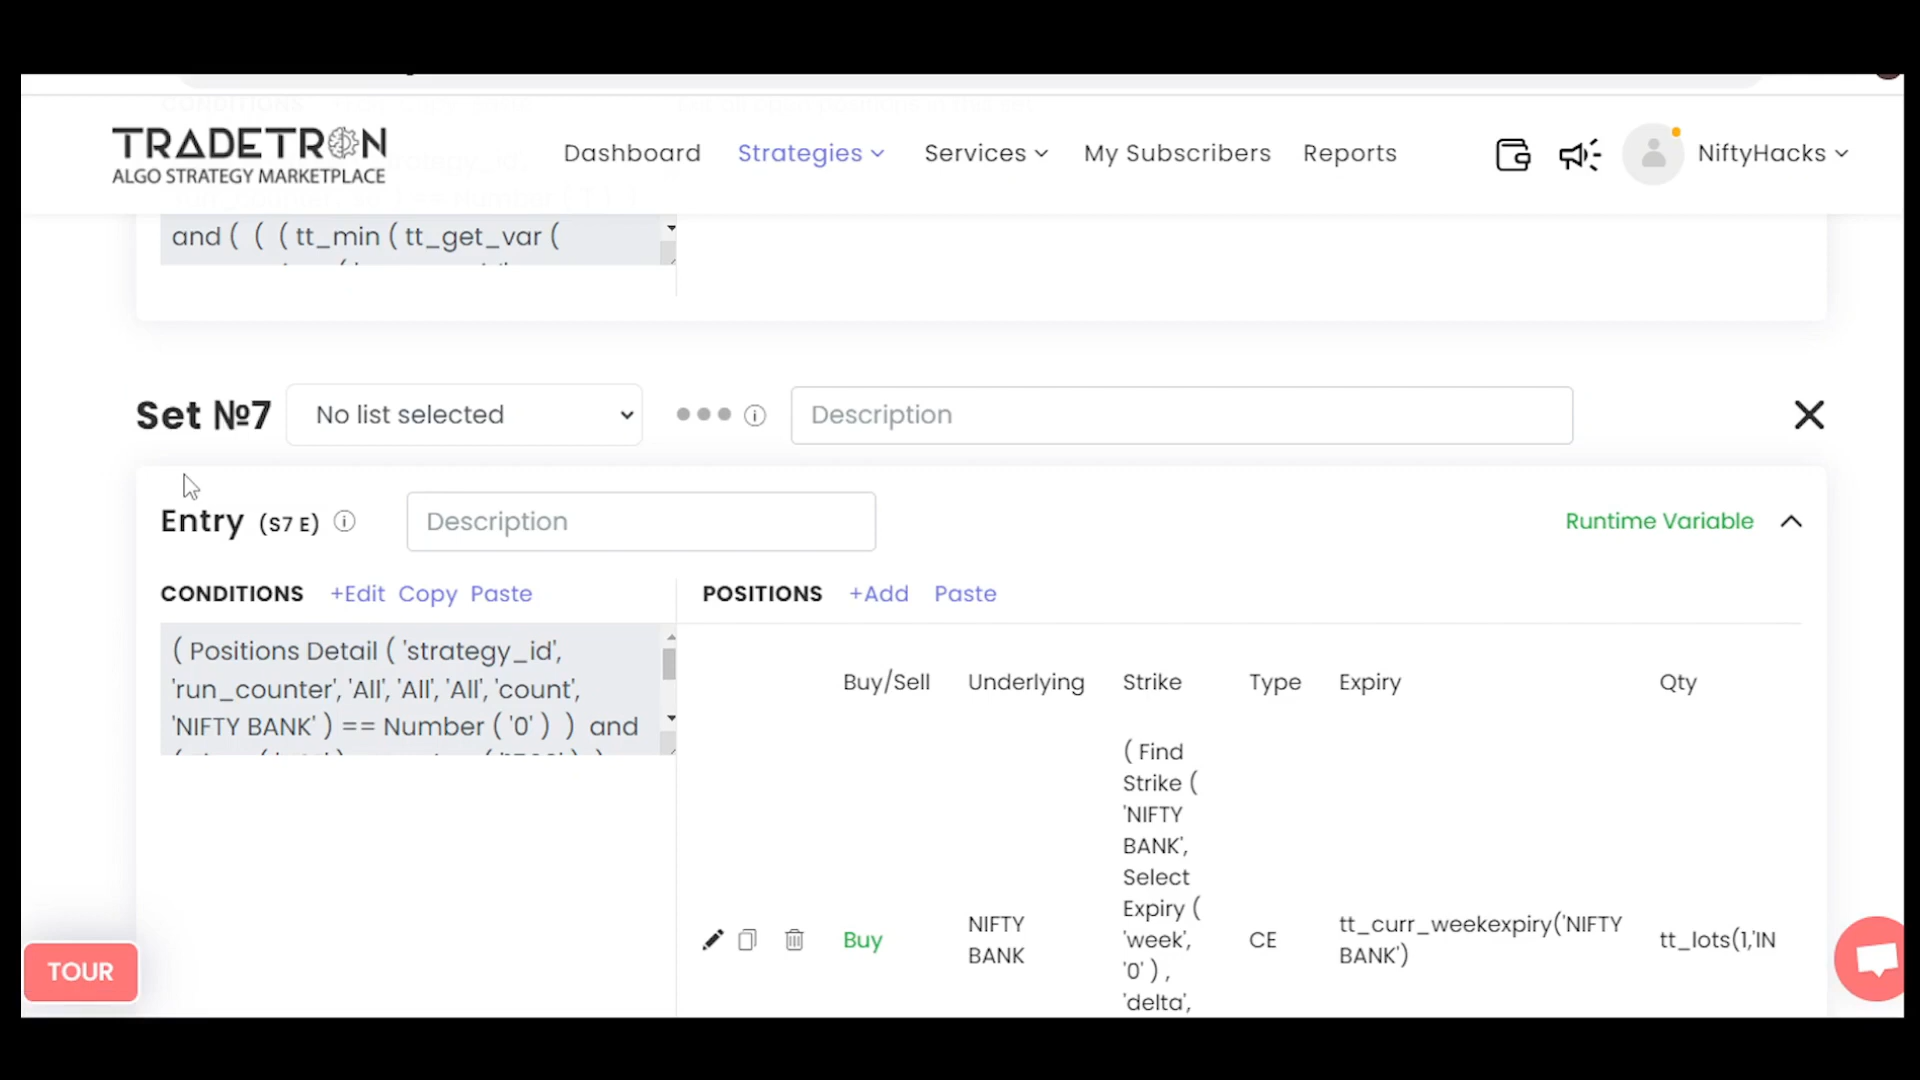 CONDITIONS
TRADETRON
ALGO STRATEGY MARKETPLACE
Dashboard
Strategies
Services
My Subscribers
Reports
NiftyHacks
and ( ( ( tt_min ( tt_get_var (
Set №7
No list selected
Description
Entry (S7 E)
Description
Runtime Variable
CONDITIONS +Edit Copy Paste
POSITIONS +Add Paste
( Positions Detail ( 'strategy_id',
'run_counter', 'All', 'All', 'All', 'count',
'NIFTY BANK' ) == Number ( '0' ) ) and
Buy/Sell Underlying Strike Type Expiry Qty
( Find
Strike (
'NIFTY
BANK',
Select
Expiry (
'week',
'0' ) ,
'delta',
Buy
NIFTY
BANK
CE
tt_curr_weekexpiry('NIFTY
BANK')
tt_lots(1,'IN
TOUR